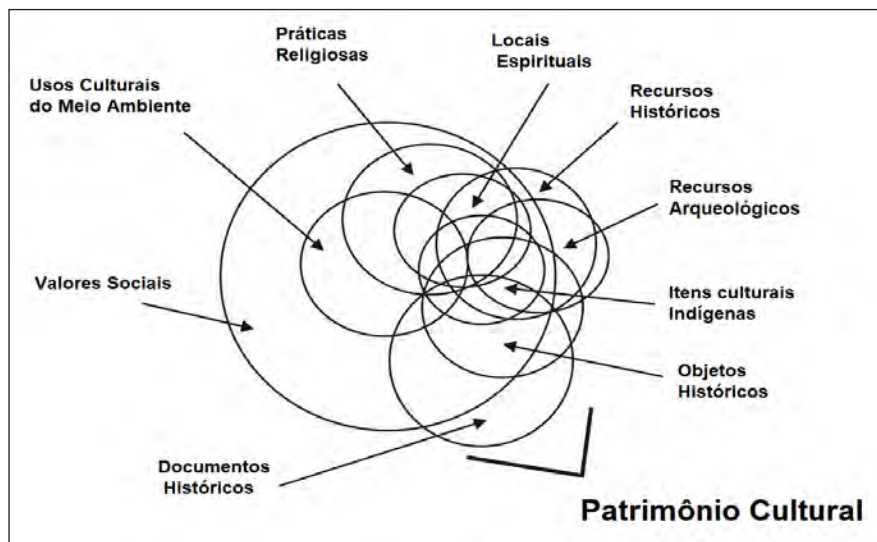 Práticas
Religiosas
Locais
Espirituais
Usos Culturais
do Meio Ambiente
Recursos
Históricos
Recursos
Arqueológicos
Valores Sociais
Itens culturais
Indígenas
Objetos
Históricos
Documentos
Históricos
Patrimônio Cultural